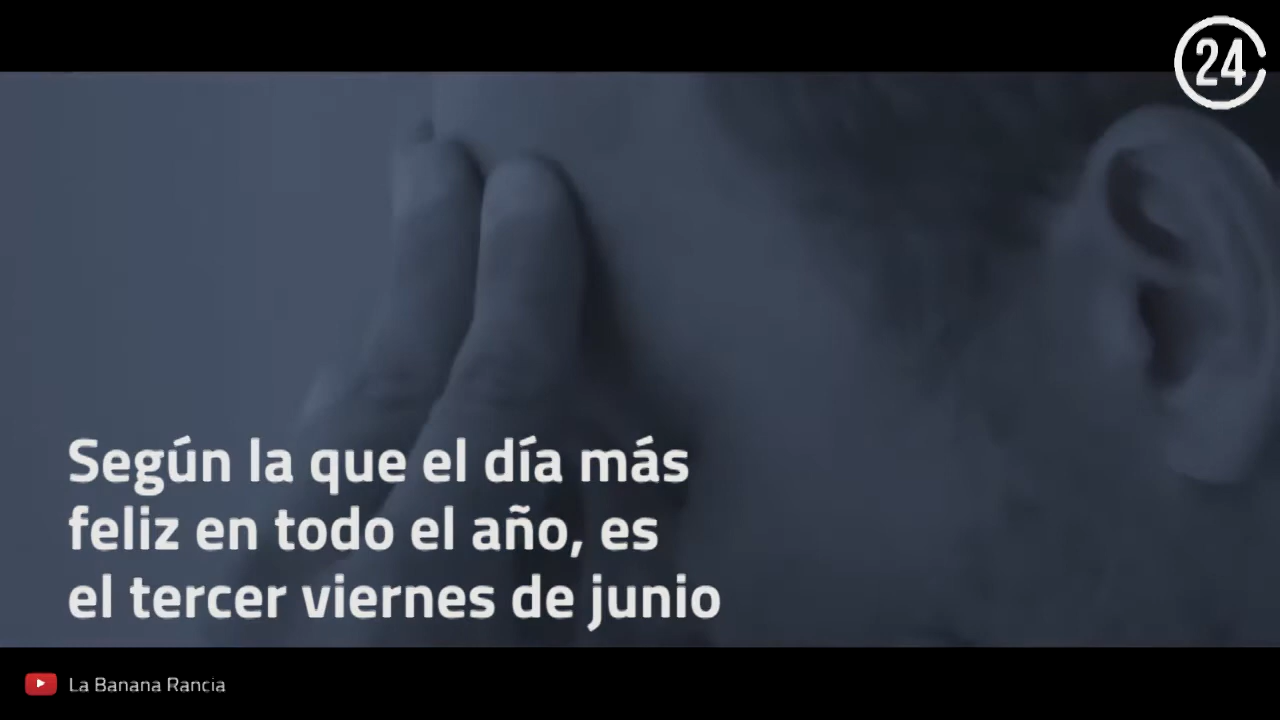 24
Según la que el día más
feliz en todo el año, es
el tercer viernes de junio
La Banana Rancia